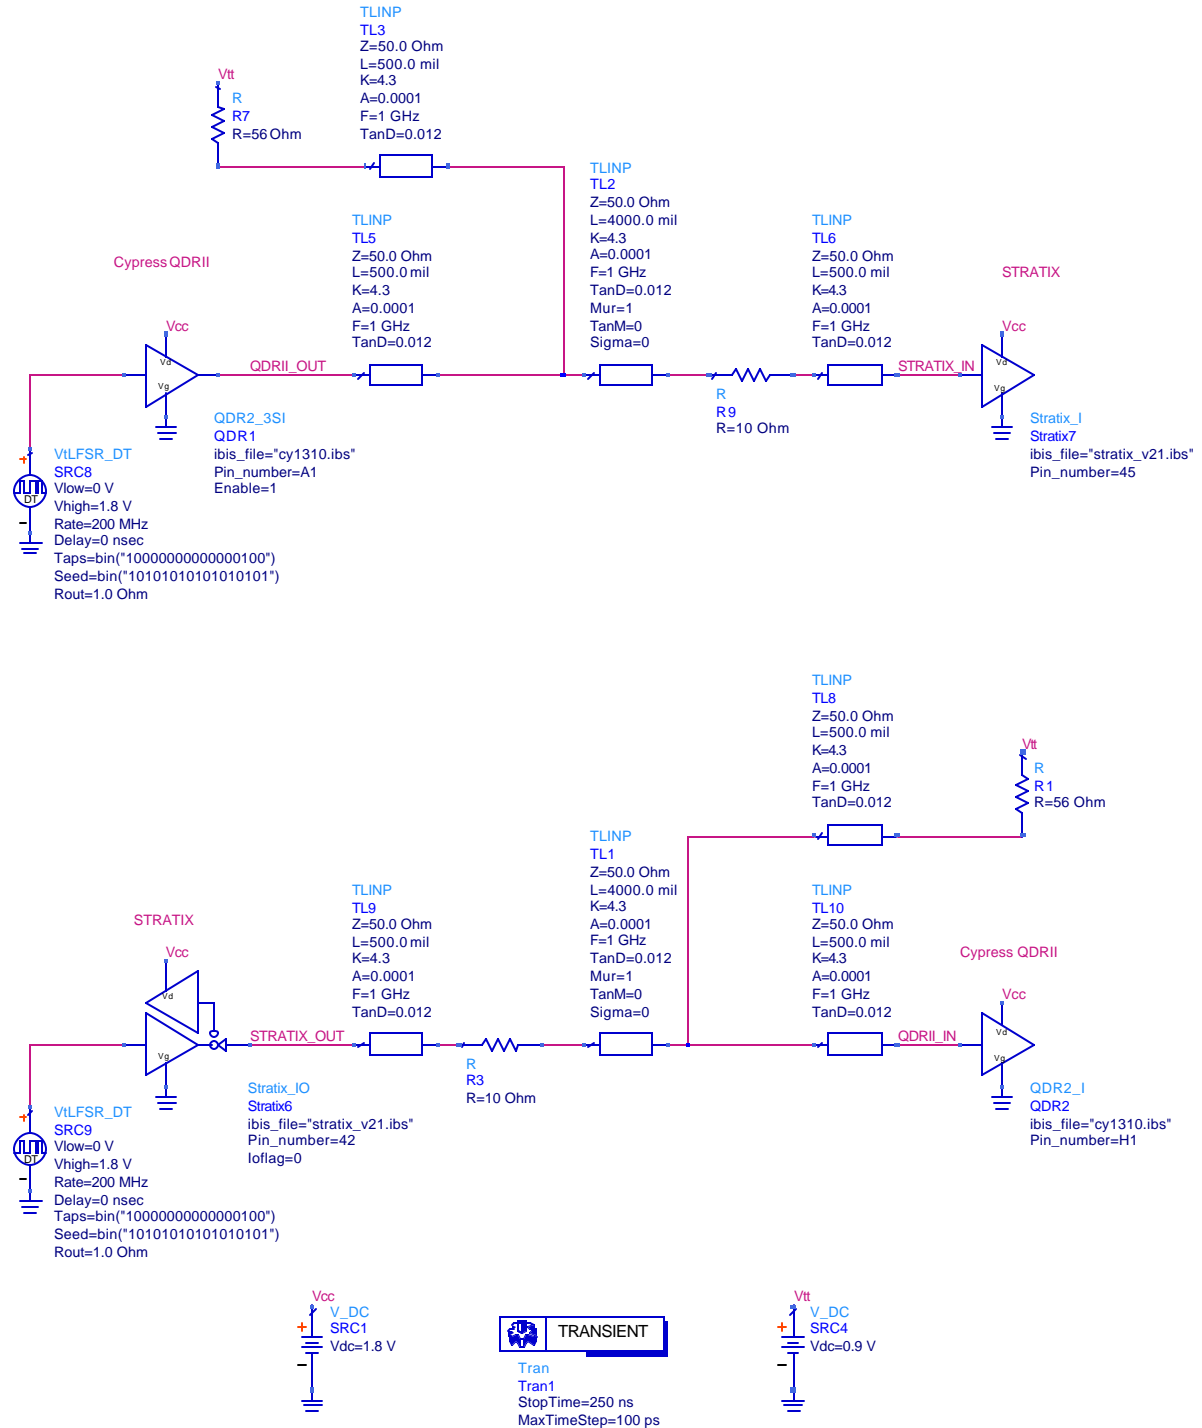 TLINP
TL3
Z=50.0 Ohm
L=500.0 mil
K=4.3
A=0.0001
F=1 GHz
TanD=0.012
Vtt
R
R7
R=56 Ohm
TLINP
TL2
Z=50.0 Ohm
L=4000.0 mil
K=4.3
A=0.0001
F=1 GHz
TanD=0.012
Mur=1
TanM=0
Sigma=0
TLINP
TL5
Z=50.0 Ohm
L=500.0 mil
K=4.3
A=0.0001
F=1 GHz
TanD=0.012
TLINP
TL6
Z=50.0 Ohm
L=500.0 mil
K=4.3
A=0.0001
F=1 GHz
TanD=0.012
Cypress QDRII
STRATIX
Vcc
Vd
Vg
QDRII_OUT
STRATIX_IN
Vcc
Vd
Vg
R
R9
R=10 Ohm
QDR2_3SI
QDR1
ibis_file="cy1310.ibs"
Pin_number=A1
Enable=1
Stratix_I
Stratix7
ibis_file="stratix_v21.ibs"
Pin_number=45
+
DT
–
VtLFSR_DT
SRC8
Vlow=0 V
Vhigh=1.8 V
Rate=200 MHz
Delay=0 nsec
Taps=bin("10000000000000100")
Seed=bin("10101010101010101")
Rout=1.0 Ohm
TLINP
TL8
Z=50.0 Ohm
L=500.0 mil
K=4.3
A=0.0001
F=1 GHz
TanD=0.012
Vtt
R
R1
R=56 Ohm
TLINP
TL1
Z=50.0 Ohm
L=4000.0 mil
K=4.3
A=0.0001
F=1 GHz
TanD=0.012
Mur=1
TanM=0
Sigma=0
TLINP
TL9
Z=50.0 Ohm
L=500.0 mil
K=4.3
A=0.0001
F=1 GHz
TanD=0.012
TLINP
TL10
Z=50.0 Ohm
L=500.0 mil
K=4.3
A=0.0001
F=1 GHz
TanD=0.012
STRATIX
Cypress QDRII
Vcc
Vd
Vg
STRATIX_OUT
QDRII_IN
Vcc
Vd
Vg
R
R3
R=10 Ohm
Stratix_IO
Stratix6
ibis_file="stratix_v21.ibs"
Pin_number=42
Ioflag=0
QDR2_I
QDR2
ibis_file="cy1310.ibs"
Pin_number=H1
+
DT
–
VtLFSR_DT
SRC9
Vlow=0 V
Vhigh=1.8 V
Rate=200 MHz
Delay=0 nsec
Taps=bin("10000000000000100")
Seed=bin("10101010101010101")
Rout=1.0 Ohm
Vcc
+
–
V_DC
SRC1
Vdc=1.8 V
TRANSIENT
Tran
Tran1
StopTime=250 ns
MaxTimeStep=100 ps
Vtt
+
–
V_DC
SRC4
Vdc=0.9 V